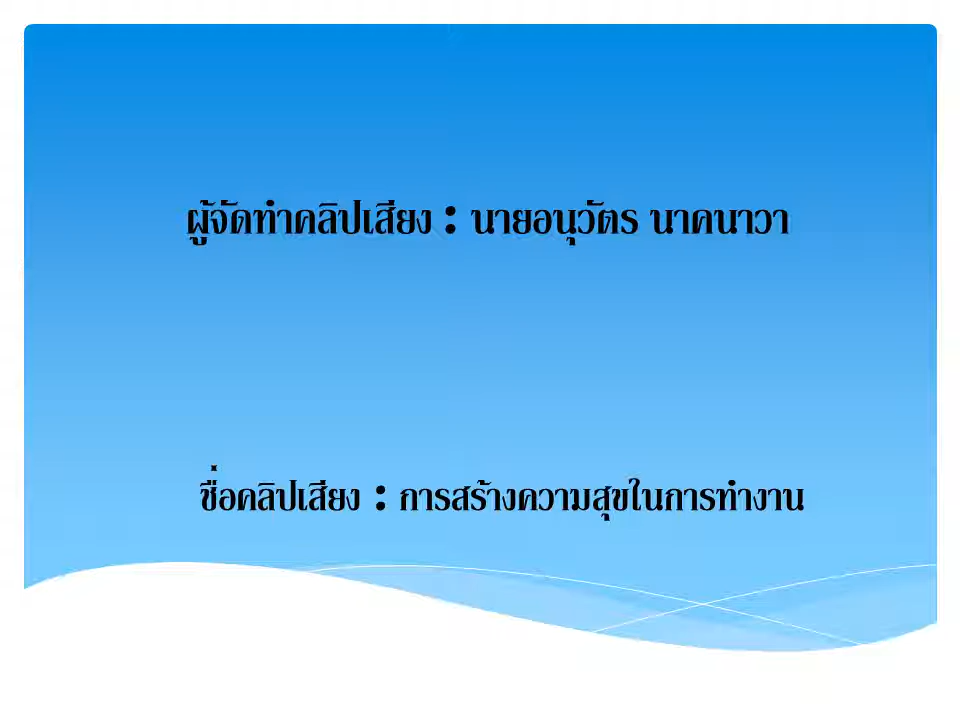 ผู้จัดทำคลิปเสียง : นายอนุวัตร นาคนาวา
ชื่อคลิปเสียง : การสร้างความสุขในการทำงาน